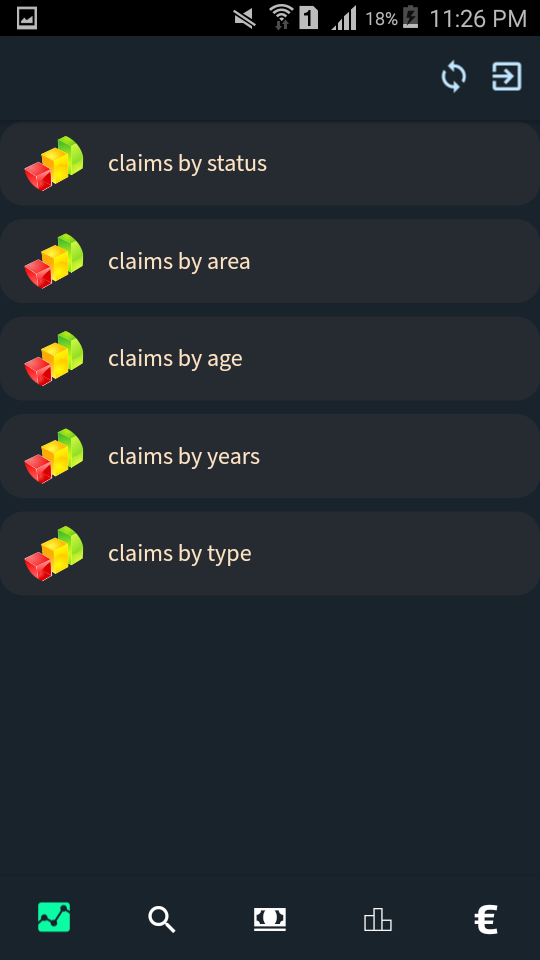 1 18% 11:26 PM
claims by status
claims by area
claims by age
claims by years
claims by type
€